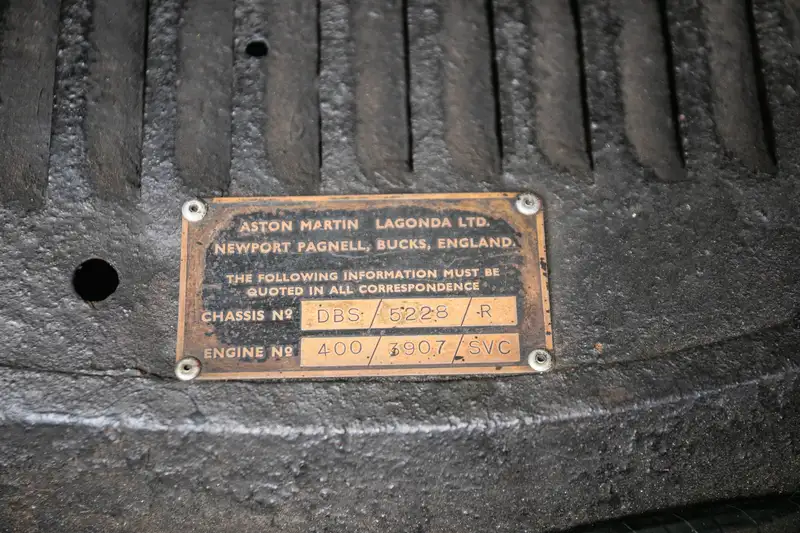 ASTON MARTIN LAGONDA LTD.
NEWPORT PAGNELL, BUCKS, ENGLAND.
THE FOLLOWING INFORMATION MUST BE
QUOTED IN ALL CORRESPONDENCE
CHASSIS Nº DBS / 5228 / R
ENGINE Nº 400 / 3907 / SVC